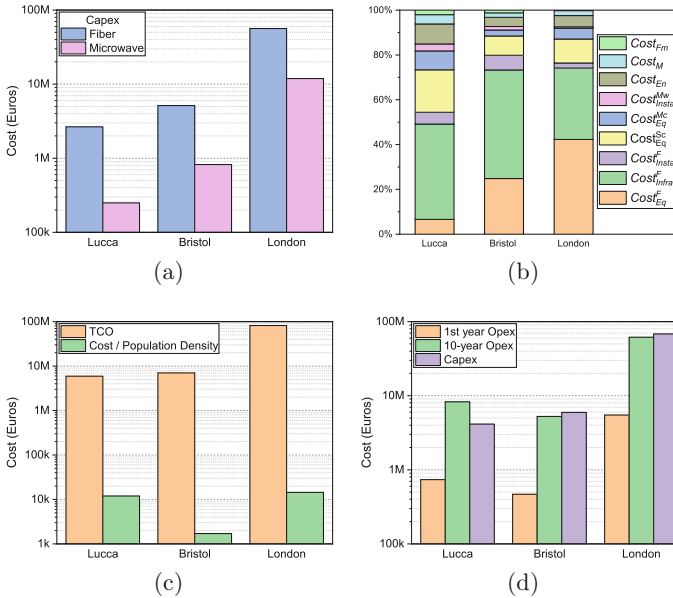 Capex
Fiber
Microwave
100M
10M
1M
100k
Cost (Euros)
Lucca
Bristol
London
(a)
100%
80%
60%
40%
20%
0%
Cost_Fm
Cost_M
Cost_En
Cost^Mw_Insta
Cost^Mc_Eq
Cost^Sc_Eq
Cost^F_Insta
Cost^F_Infra
Cost^F_Eq
Lucca
Bristol
London
(b)
TCO
Cost / Population Density
100M
10M
1M
100k
10k
1k
Cost (Euros)
Lucca
Bristol
London
(c)
1st year Opex
10-year Opex
Capex
100M
10M
1M
100k
Cost (Euros)
Lucca
Bristol
London
(d)